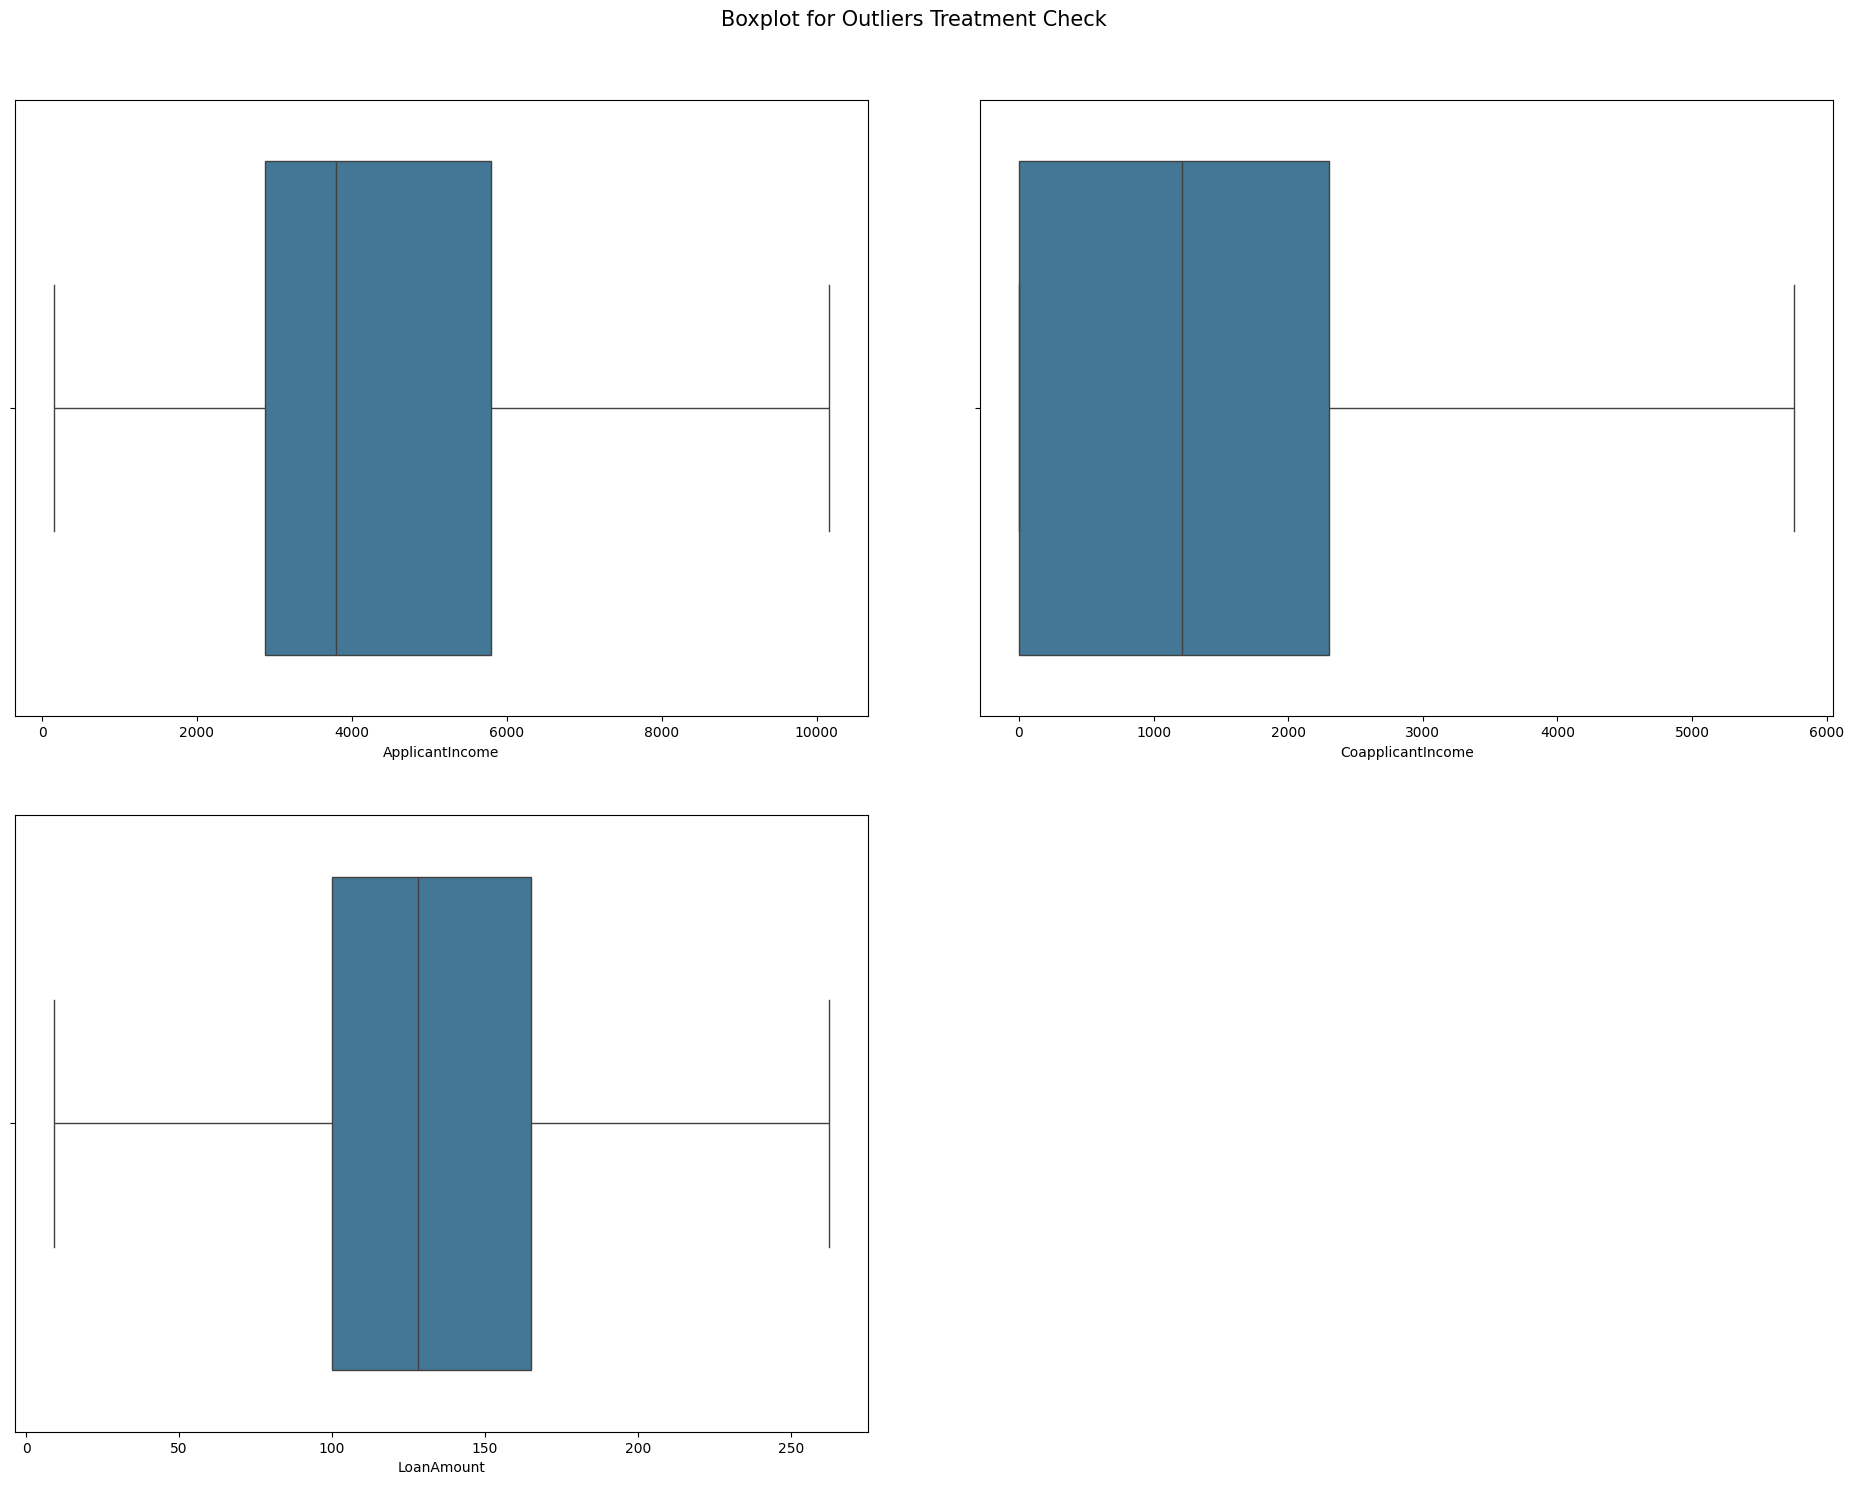 Boxplot for Outliers Treatment Check
0 2000 4000 6000 8000 10000
ApplicantIncome
0 1000 2000 3000 4000 5000 6000
CoapplicantIncome
0 50 100 150 200 250
LoanAmount